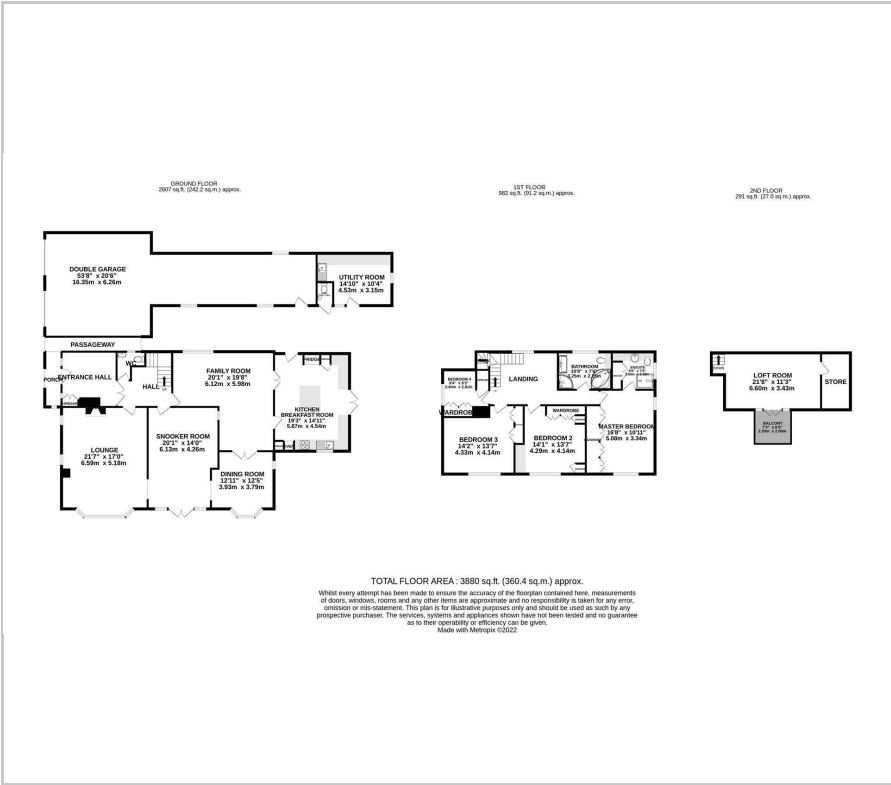 GROUND FLOOR
2607 sq.ft. (242.2 sq.m.) approx.
1ST FLOOR
982 sq.ft. (91.2 sq.m.) approx.
2ND FLOOR
291 sq.ft. (27.0 sq.m.) approx.
DOUBLE GARAGE
53'8" x 20'6"
16.35m x 6.26m
UTILITY ROOM
14'10" x 10'4"
4.53m x 3.15m
PASSAGEWAY
PORCH
ENTRANCE HALL
CUPBOARD
WC
HALL
UP
FAMILY ROOM
20'1" x 19'8"
6.12m x 5.98m
FRIDGE
KITCHEN
BREAKFAST ROOM
19'3" x 14'11"
5.87m x 4.54m
OVEN
LOUNGE
21'7" x 17'0"
6.59m x 5.18m
SNOOKER ROOM
20'1" x 14'0"
6.13m x 4.26m
DINING ROOM
12'11" x 12'5"
3.93m x 3.79m
LANDING
BEDROOM 4
WARDROBE
BATHROOM
ENSUITE
WARDROBE
BEDROOM 3
14'2" x 13'7"
4.33m x 4.14m
BEDROOM 2
14'1" x 13'7"
4.29m x 4.14m
MASTER BEDROOM
16'8" x 10'11"
5.08m x 3.34m
DOWN
LOFT ROOM
21'8" x 11'3"
6.60m x 3.43m
STORE
BALCONY
TOTAL FLOOR AREA : 3880 sq.ft. (360.4 sq.m.) approx.
Whilst every attempt has been made to ensure the accuracy of the floorplan contained here, measurements
of doors, windows, rooms and any other items are approximate and no responsibility is taken for any error,
omission or mis-statement. This plan is for illustrative purposes only and should be used as such by any
prospective purchaser. The services, systems and appliances shown have not been tested and no guarantee
as to their operability or efficiency can be given.
Made with Metropix ©2022